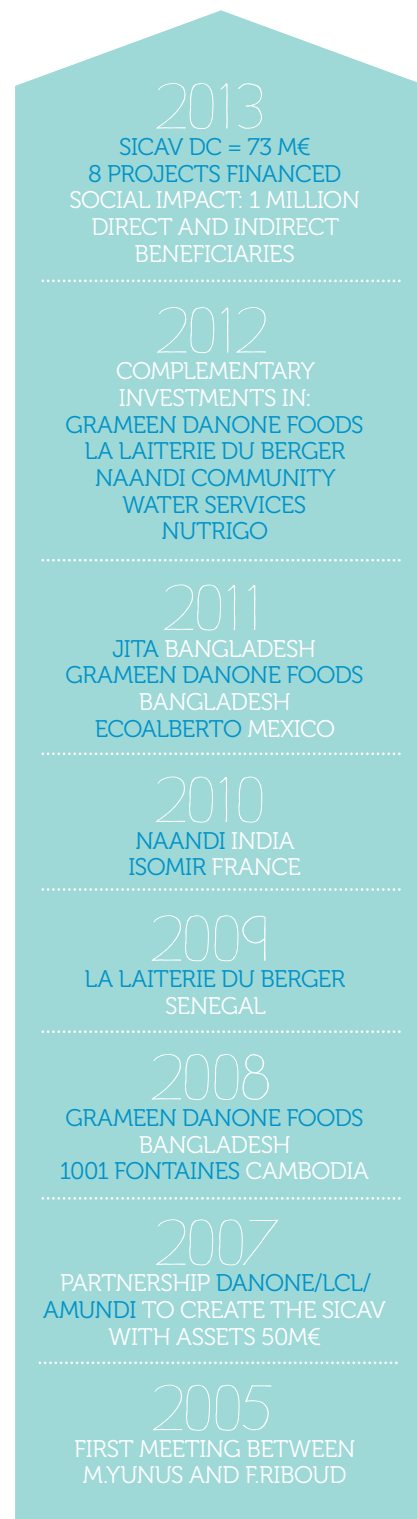 2013
SICAV DC = 73 M€
8 PROJECTS FINANCED
SOCIAL IMPACT: 1 MILLION
DIRECT AND INDIRECT
BENEFICIARIES
2012
COMPLEMENTARY
INVESTMENTS IN:
GRAMEEN DANONE FOODS
LA LAITERIE DU BERGER
NAANDI COMMUNITY
WATER SERVICES
NUTRIGO
2011
JITA BANGLADESH
GRAMEEN DANONE FOODS
BANGLADESH
ECOALBERTO MEXICO
2010
NAANDI INDIA
ISOMIR FRANCE
2009
LA LAITERIE DU BERGER
SENEGAL
2008
GRAMEEN DANONE FOODS
BANGLADESH
1001 FONTAINES CAMBODIA
2007
PARTNERSHIP DANONE/LCL/
AMUNDI TO CREATE THE SICAV
WITH ASSETS 50M€
2005
FIRST MEETING BETWEEN
M.YUNUS AND F.RIBOUD